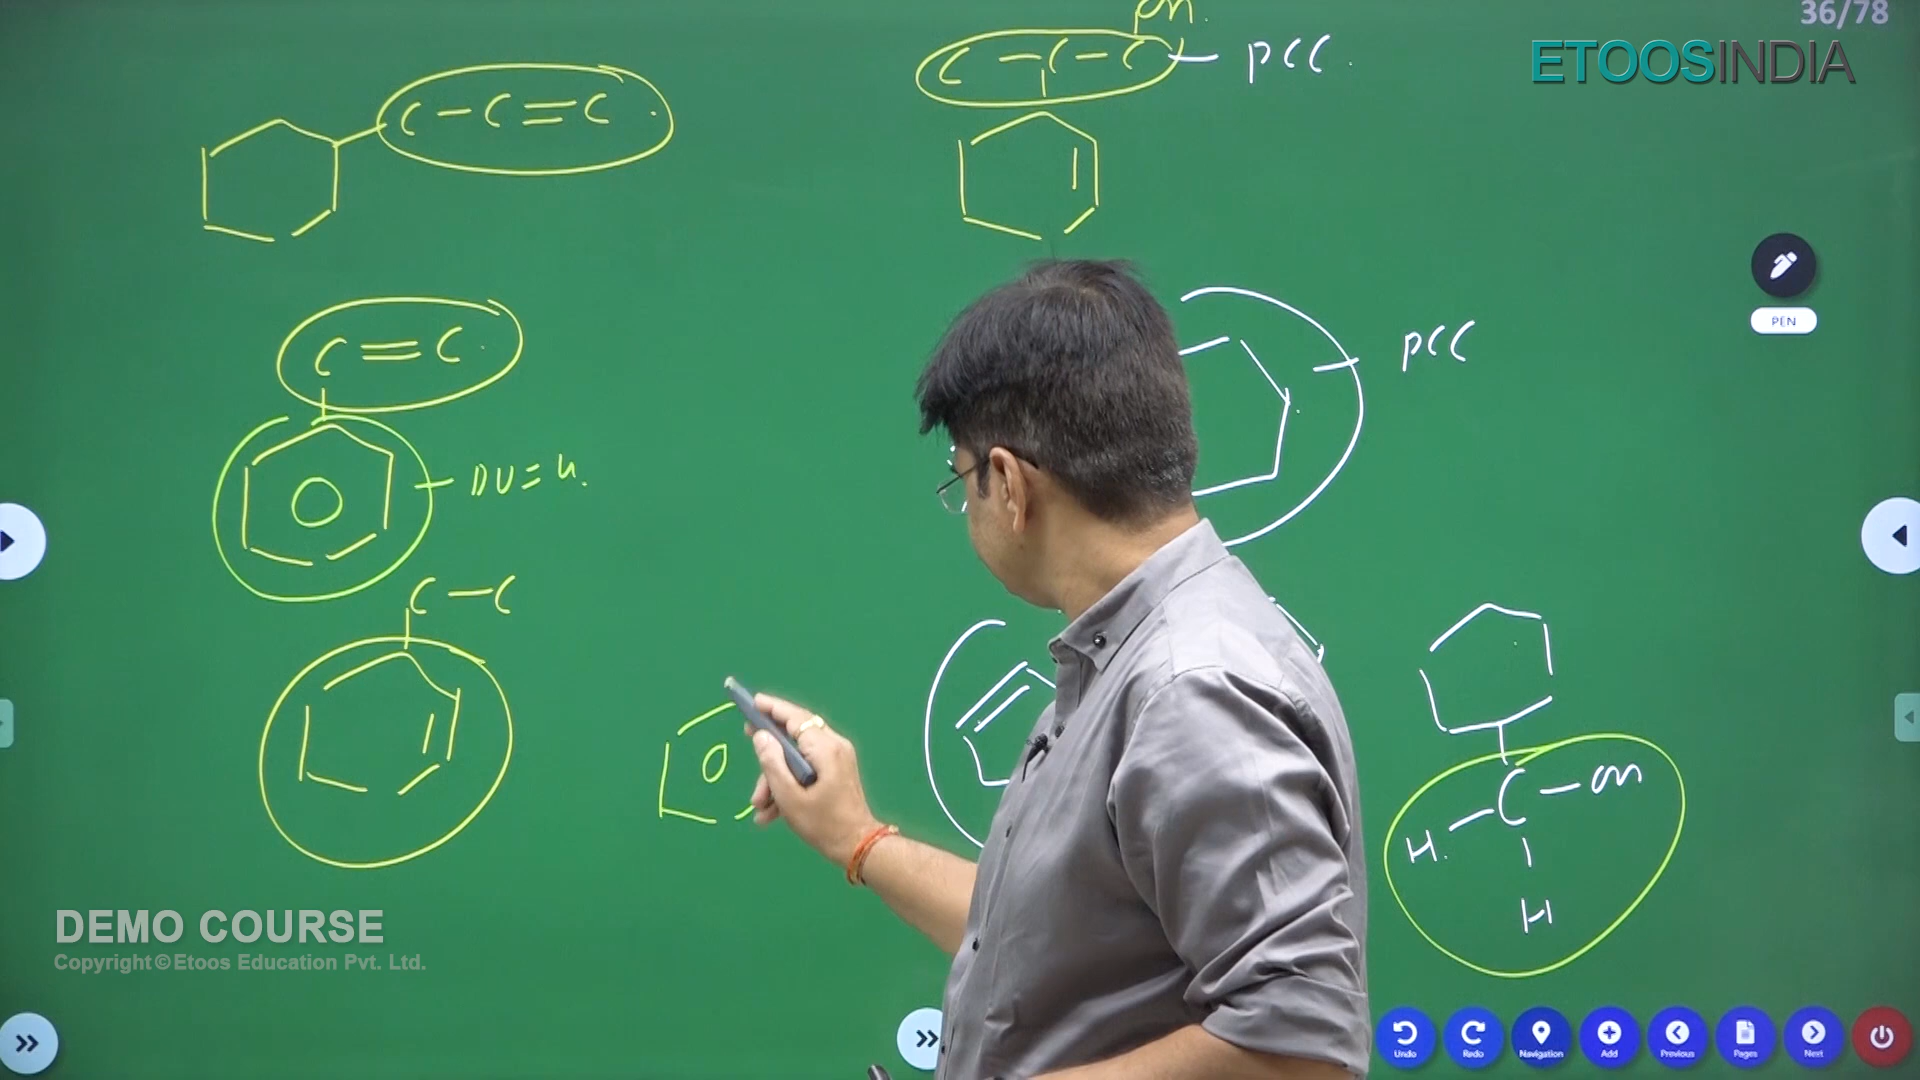 36/78
ETOOSINDIA
OH.
C - C - C - PCC.
C - C = C.
PEN
C = C.
PCC
DU = 4.
C - C
C - OH
H.
H
DEMO COURSE
Copyright © Etoos Education Pvt. Ltd.
Undo Redo Navigation Add Previous Pages Next